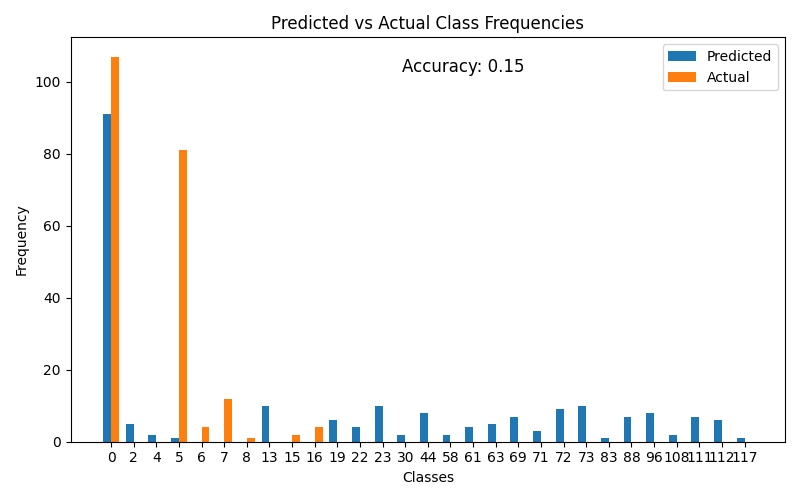 Predicted vs Actual Class Frequencies
Accuracy: 0.15
Predicted
Actual
Frequency
100
80
60
40
20
0
0 2 4 5 6 7 8 13 15 16 19 22 23 30 44 58 61 63 69 71 72 73 83 88 96 108 111 112 117
Classes